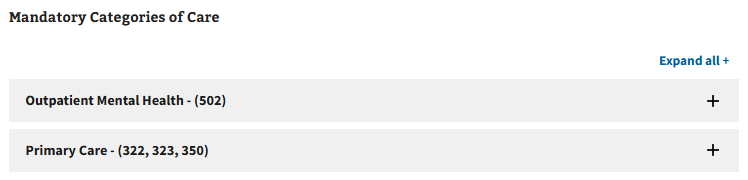 Mandatory Categories of Care
Expand all +
Outpatient Mental Health - (502)
Primary Care - (322, 323, 350)